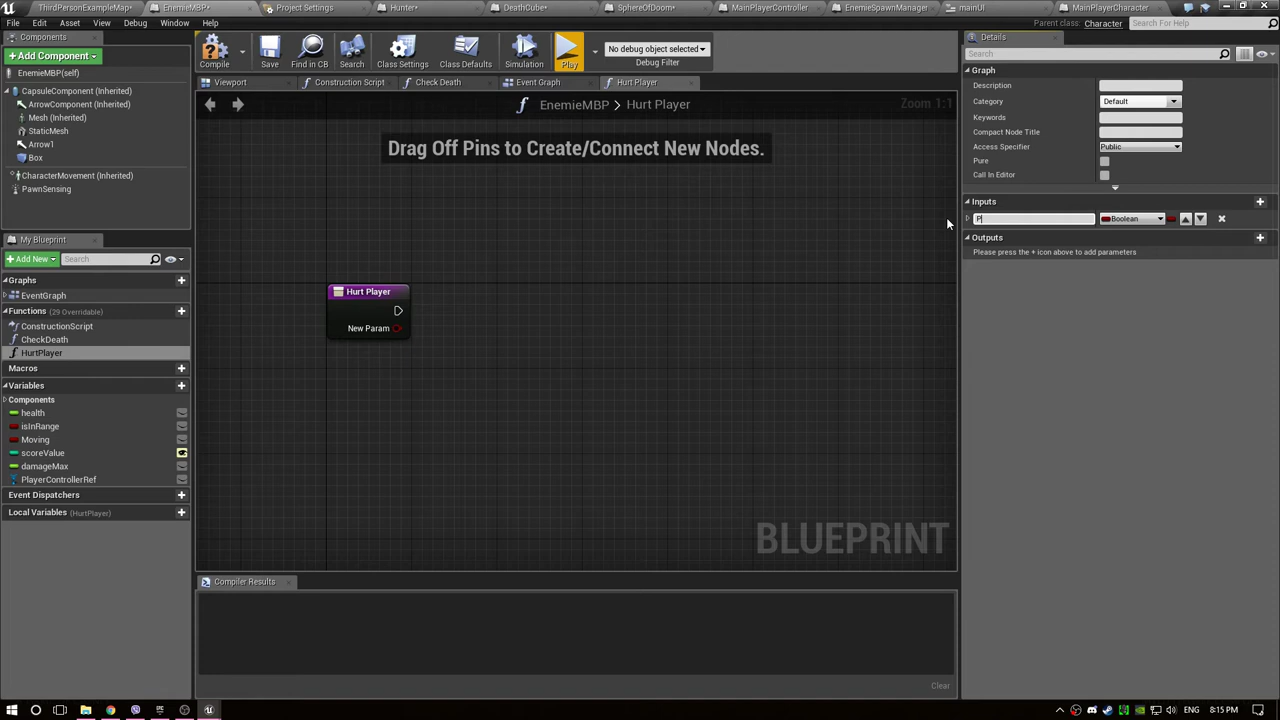 ThirdPersonExampleMap*
EnemieMBP*
Project Settings
Hunter*
DeathCube*
SphereOfDoom*
MainPlayerController
EnemieSpawnManager
mainUI
MainPlayerCharacter
File Edit Asset View Debug Window Help
Parent class: Character
Search For Help
Components
Add Component
EnemieMBP(self)
CapsuleComponent (Inherited)
ArrowComponent (Inherited)
Mesh (Inherited)
StaticMesh
Arrow1
Box
CharacterMovement (Inherited)
PawnSensing
My Blueprint
Add New
Search
Graphs
EventGraph
Functions (29 Overridable)
ConstructionScript
CheckDeath
HurtPlayer
Macros
Variables
Components
health
isInRange
Moving
scoreValue
damageMax
PlayerControllerRef
Event Dispatchers
Local Variables (HurtPlayer)
Compile
Save
Find in CB
Search
Class Settings
Class Defaults
Simulation
Play
No debug object selected
Debug Filter
Viewport
Construction Script
Check Death
Event Graph
Hurt Player
EnemieMBP > Hurt Player
Zoom 1:1
Drag Off Pins to Create/Connect New Nodes.
Hurt Player
New Param
BLUEPRINT
Compiler Results
Clear
Details
Search
Graph
Description
Category Default
Keywords
Compact Node Title
Access Specifier Public
Pure
Call In Editor
Inputs
P Boolean
Outputs
Please press the + icon above to add parameters
ENG 8:15 PM